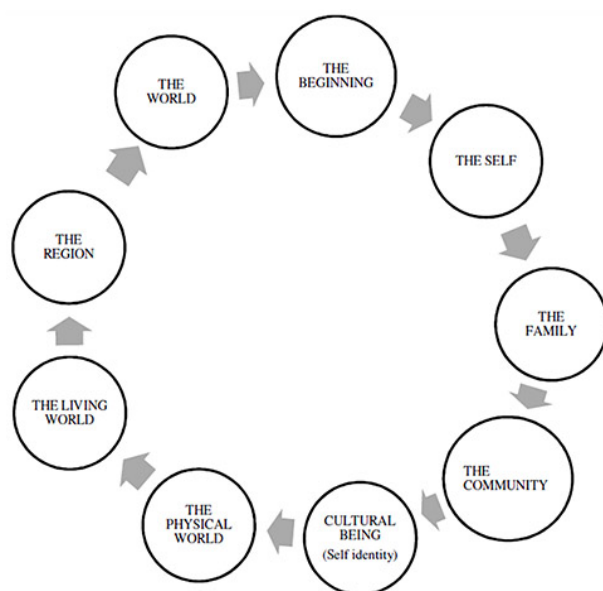 THE
BEGINNING
THE SELF
THE
FAMILY
THE
COMMUNITY
CULTURAL
BEING
(Self identity)
THE
PHYSICAL
WORLD
THE LIVING
WORLD
THE
REGION
THE
WORLD